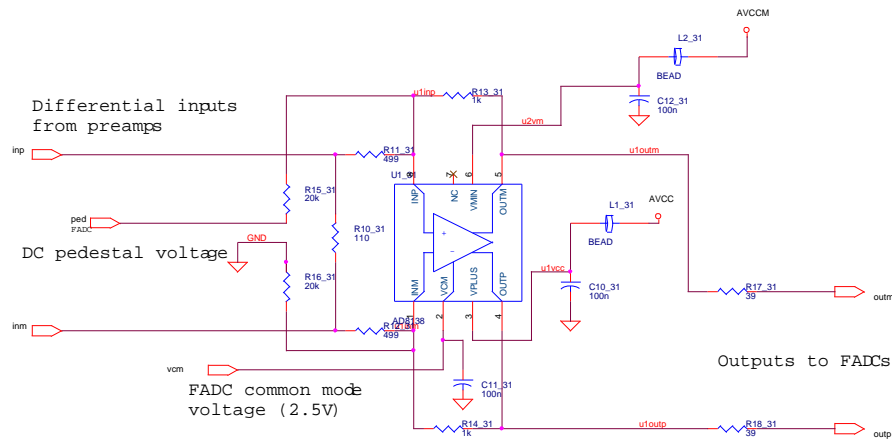 AVCCM
L2_31
BEAD
C12_31
100n
u1inp
R13_31
1k
u2vm
Differential inputs
from preamps
inp
R11_31
499
u1outm
8
7
6
5
U1_31
INP
NC
VMIN
OUTM
R15_31
20k
ped
FADC
R10_31
110
+
−
L1_31
AVCC
BEAD
GND
DC pedestal voltage
u1vcc
R16_31
20k
INM
VCM
VPLUS
OUTP
C10_31
100n
R17_31
39
outm
AD8138
inm
499
1
2
3
4
vcm
FADC common mode
voltage (2.5V)
C11_31
100n
Outputs to FADCs
R14_31
1k
u1outp
R18_31
39
outp